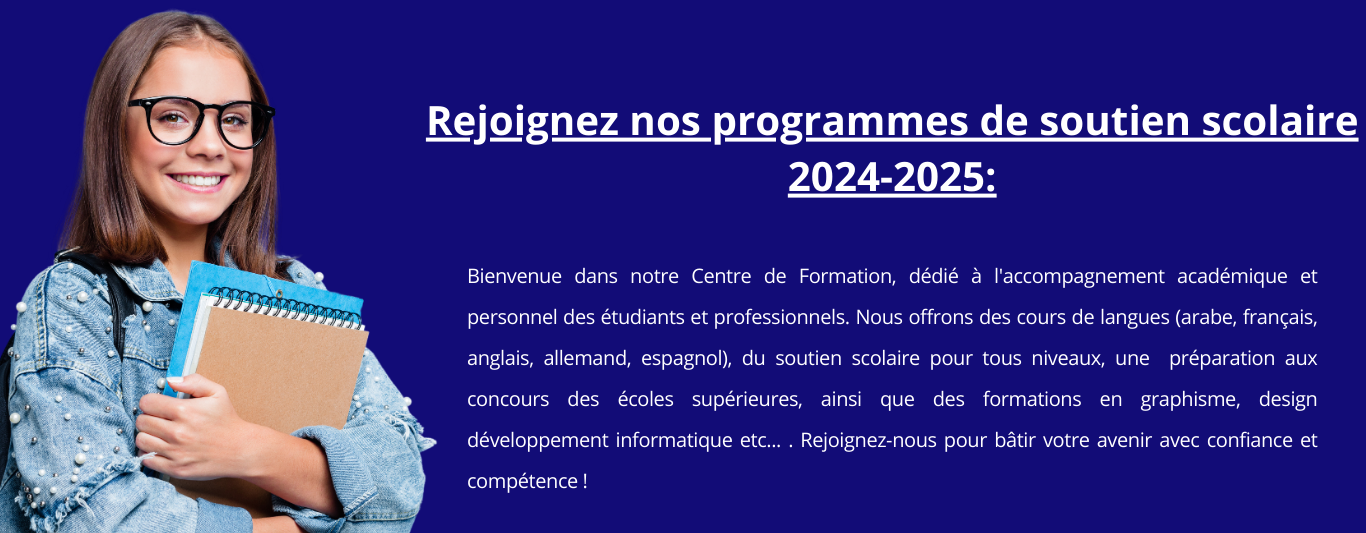 Rejoignez nos programmes de soutien scolaire
2024-2025:
Bienvenue dans notre Centre de Formation, dédié à l'accompagnement académique et
personnel des étudiants et professionnels. Nous offrons des cours de langues (arabe, français,
anglais, allemand, espagnol), du soutien scolaire pour tous niveaux, une préparation aux
concours des écoles supérieures, ainsi que des formations en graphisme, design
développement informatique etc... . Rejoignez-nous pour bâtir votre avenir avec confiance et
compétence !